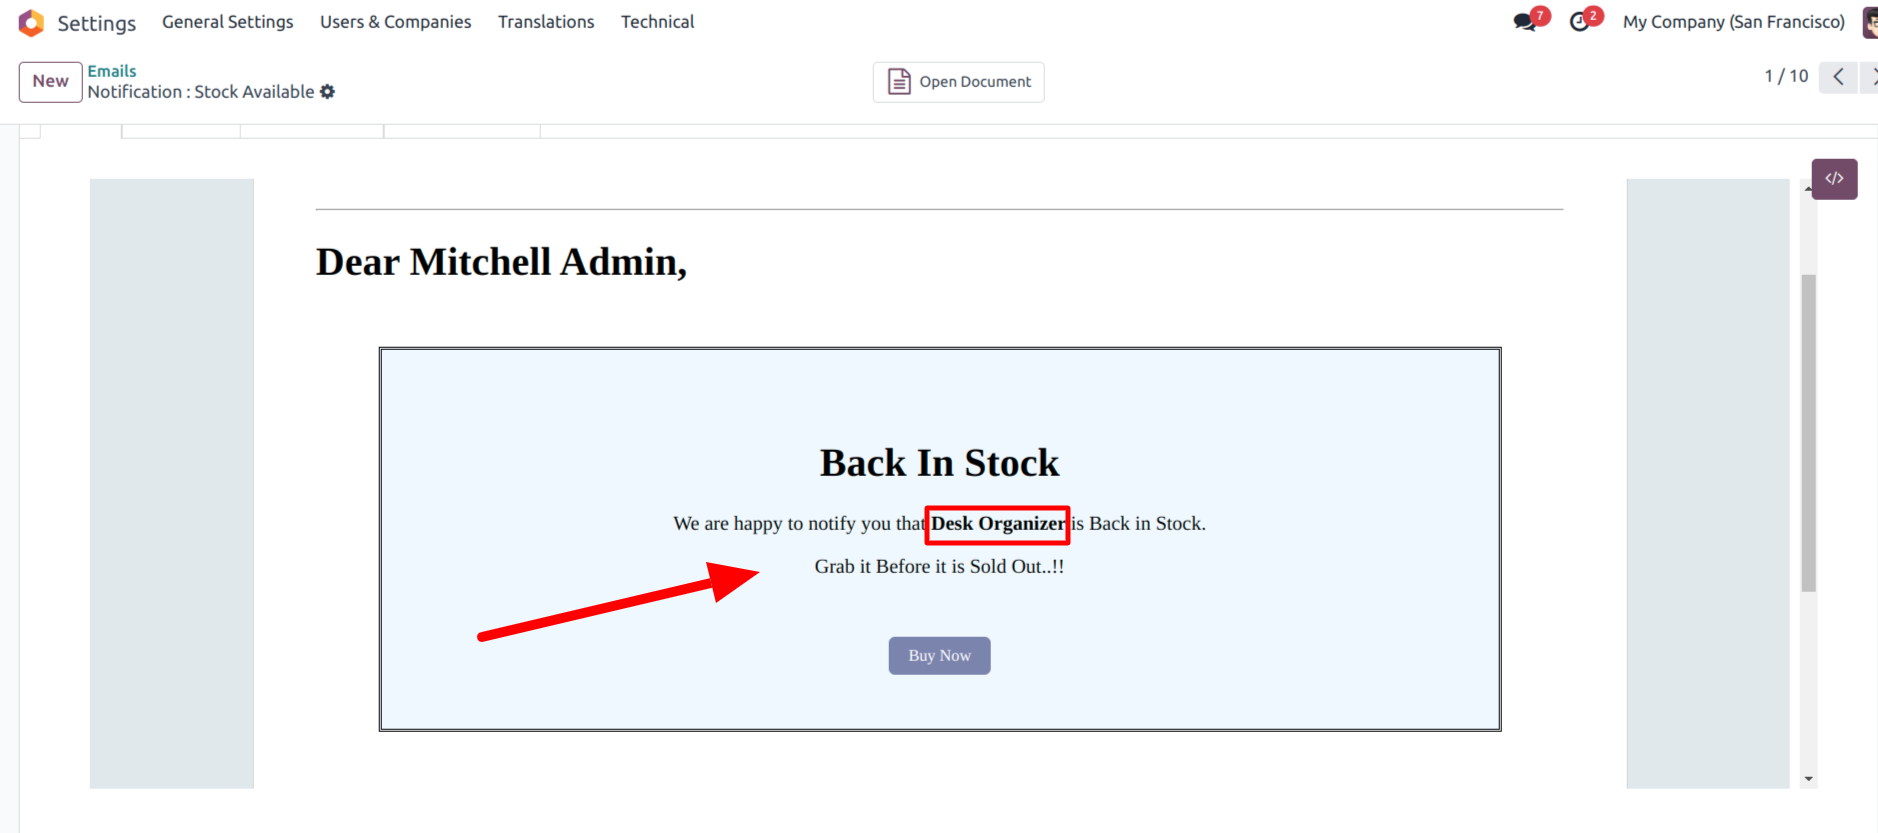 Settings General Settings Users & Companies Translations Technical 7 2 My Company (San Francisco)
New Emails
Notification : Stock Available
Open Document
1 / 10
</>
Dear Mitchell Admin,
Back In Stock
We are happy to notify you that Desk Organizer is Back in Stock.
Grab it Before it is Sold Out..!!
Buy Now